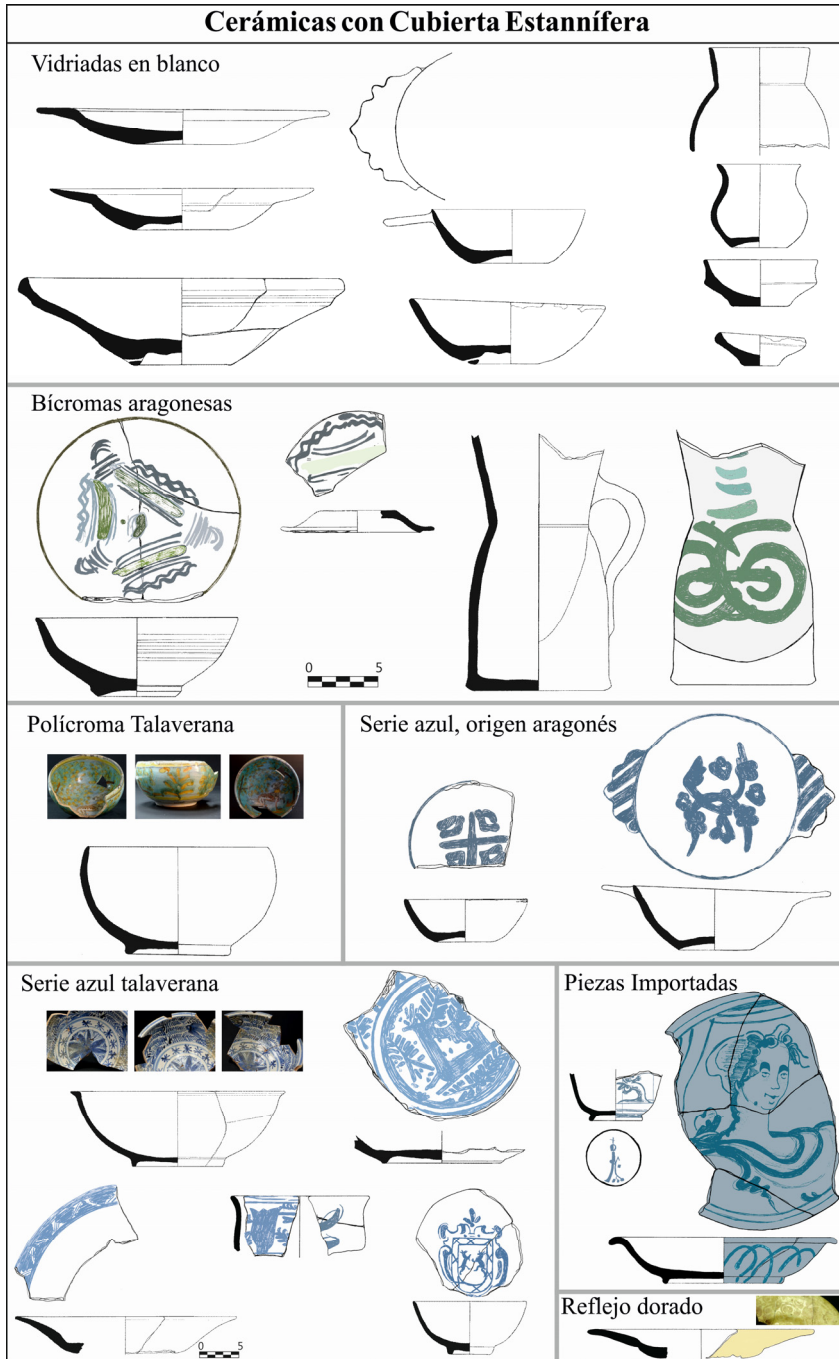 Cerámicas con Cubierta Estannífera
Vidriadas en blanco
Bícromas aragonesas
0 5
Polícroma Talaverana
Serie azul, origen aragonés
Serie azul talaverana
Piezas Importadas
0 5
Reflejo dorado